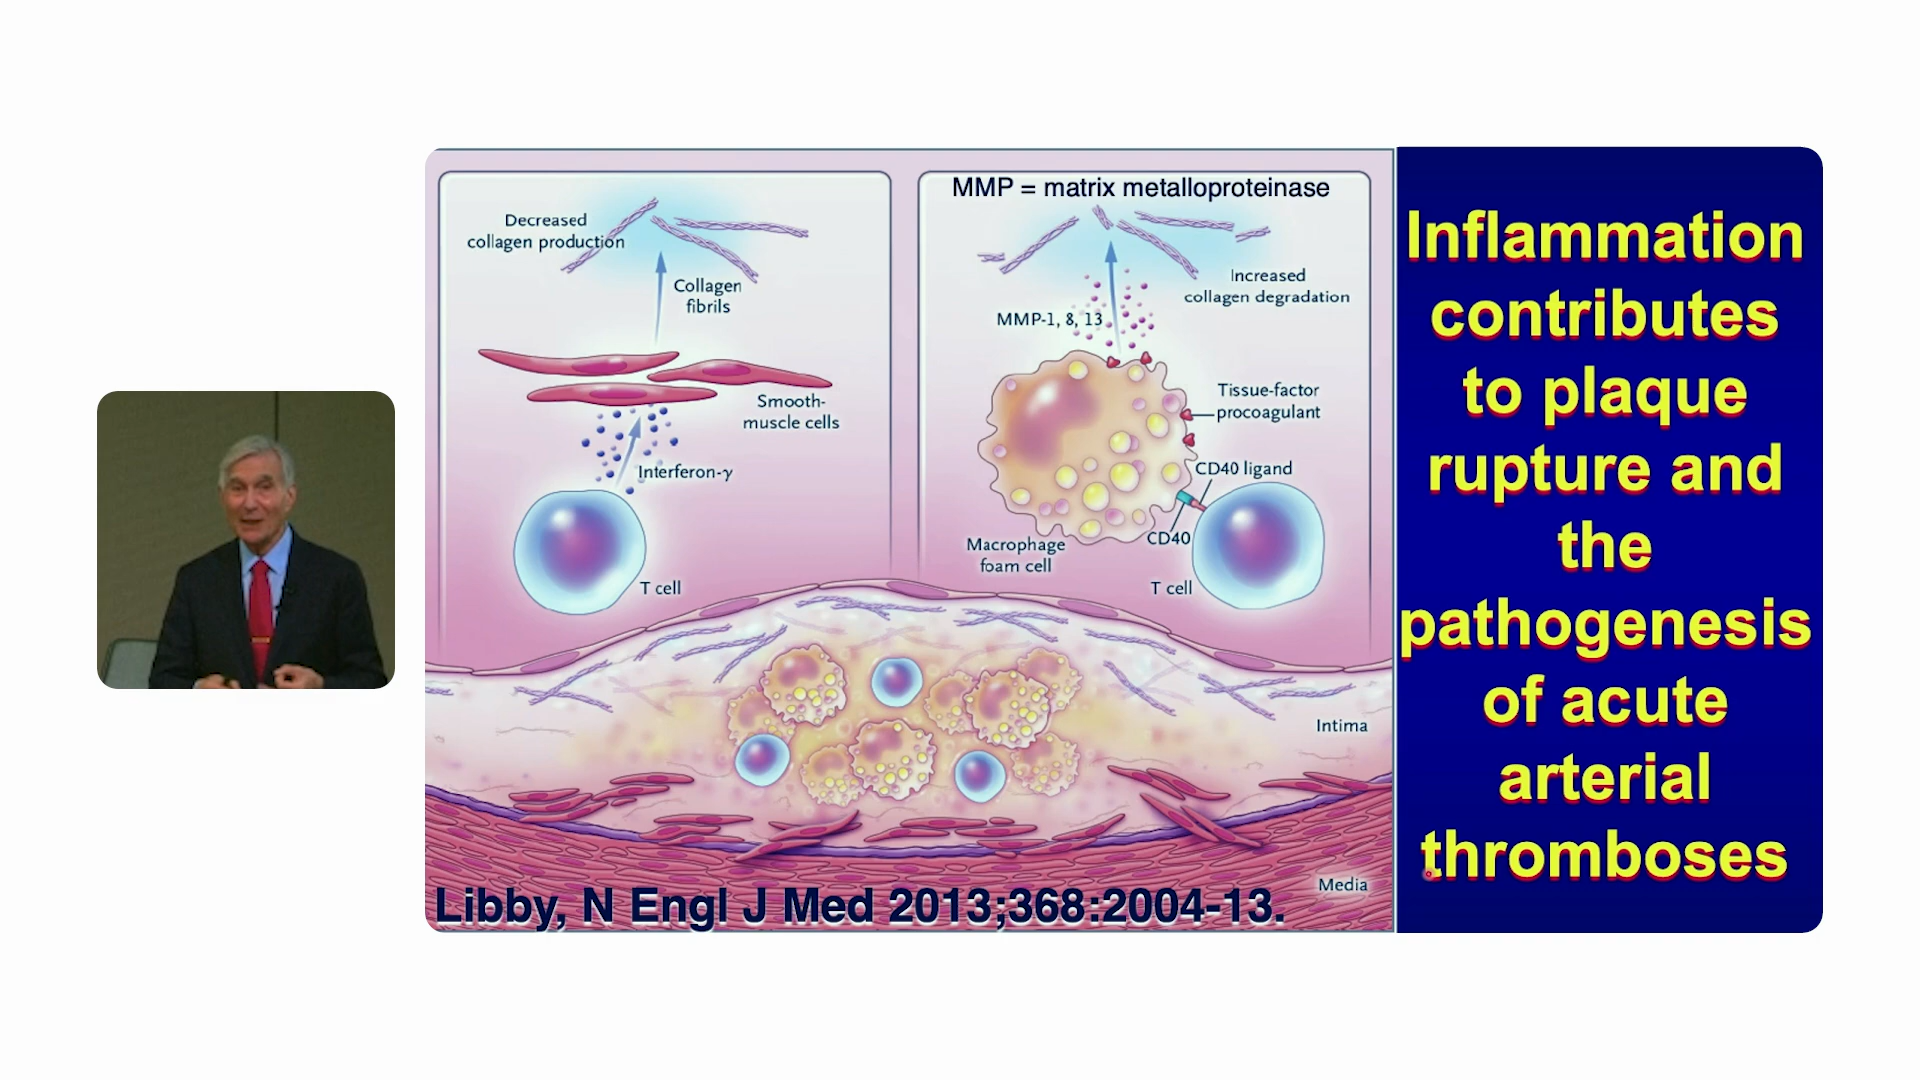 Decreased
collagen production
Collagen
fibrils
Smooth-
muscle cells
Interferon-γ
T cell
MMP = matrix metalloproteinase
Increased
collagen degradation
MMP-1, 8, 13
Tissue-factor
procoagulant
CD40 ligand
CD40
Macrophage
foam cell
T cell
Intima
Media
Libby, N Engl J Med 2013;368:2004-13.
Inflammation
contributes
to plaque
rupture and
the
pathogenesis
of acute
arterial
thromboses